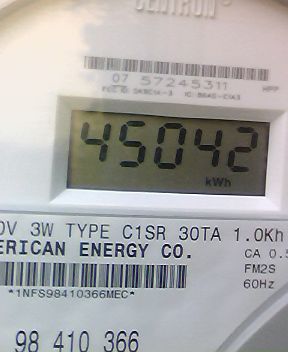 CENTRON®
07 57245311
HPP
45042
kWh
0V 3W TYPE C1SR 30TA 1.0Kh
ERICAN ENERGY CO.
CA 0.5
FM2S
60Hz
*1NFS98410366MEC*
98 410 366